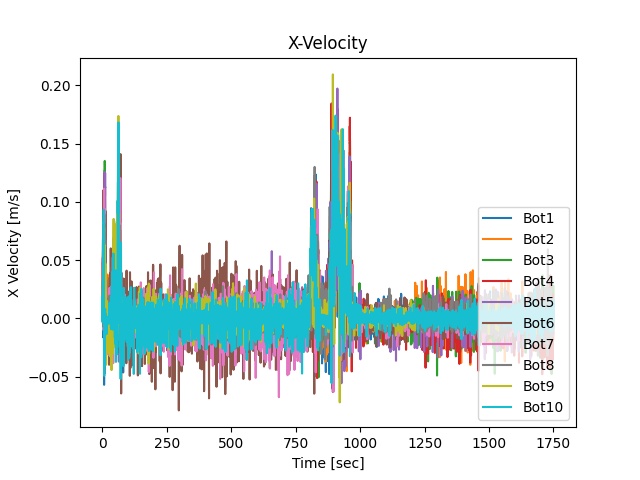 X-Velocity
X Velocity [m/s]
0.20
0.15
0.10
0.05
0.00
−0.05
0
250
500
750
1000
1250
1500
1750
Time [sec]
Bot1
Bot2
Bot3
Bot4
Bot5
Bot6
Bot7
Bot8
Bot9
Bot10